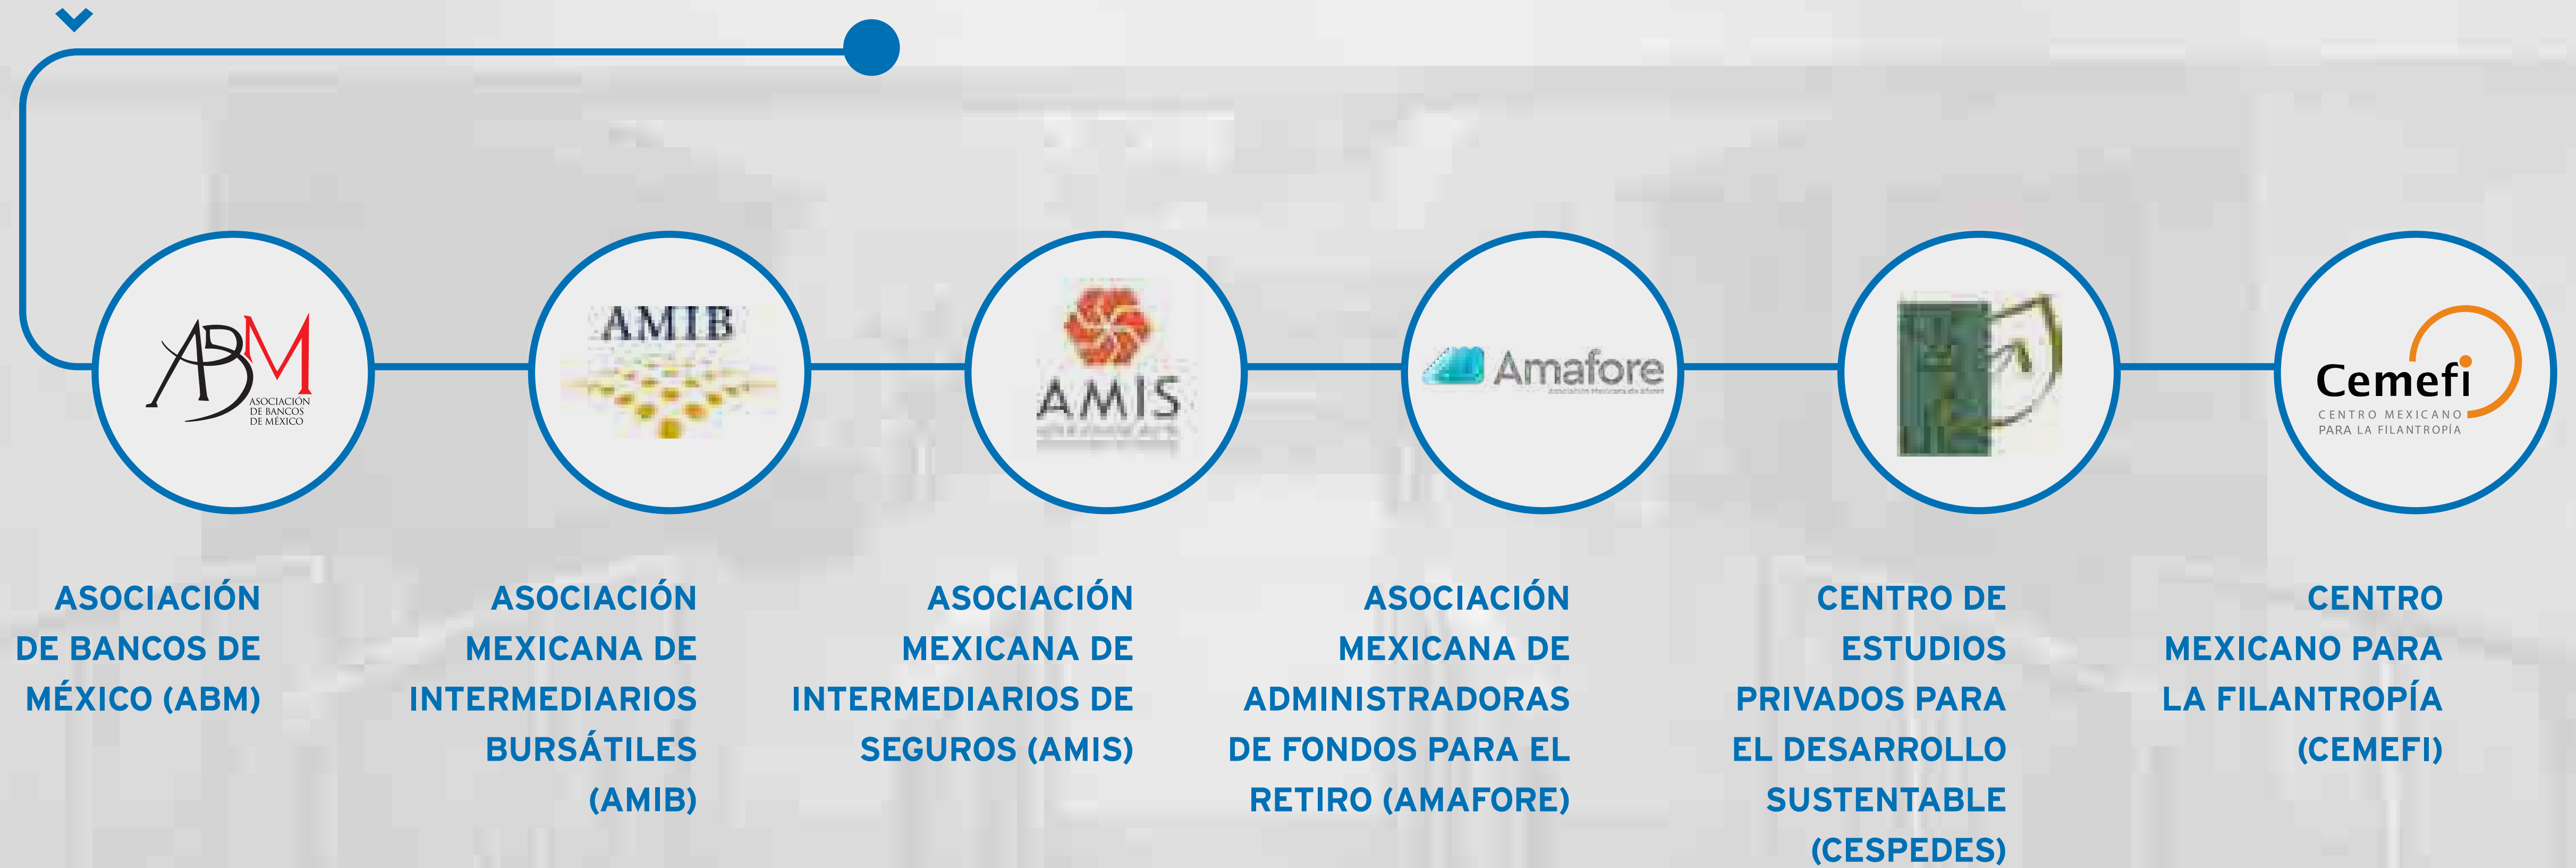 ABM
ASOCIACIÓN
DE BANCOS
DE MÉXICO
AMIB
AMIS
Amafore
Cemefi
CENTRO MEXICANO
PARA LA FILANTROPÍA
ASOCIACIÓN
DE BANCOS DE
MÉXICO (ABM)
ASOCIACIÓN
MEXICANA DE
INTERMEDIARIOS
BURSÁTILES
(AMIB)
ASOCIACIÓN
MEXICANA DE
INTERMEDIARIOS DE
SEGUROS (AMIS)
ASOCIACIÓN
MEXICANA DE
ADMINISTRADORAS
DE FONDOS PARA EL
RETIRO (AMAFORE)
CENTRO DE
ESTUDIOS
PRIVADOS PARA
EL DESARROLLO
SUSTENTABLE
(CESPEDES)
CENTRO
MEXICANO PARA
LA FILANTROPÍA
(CEMEFI)